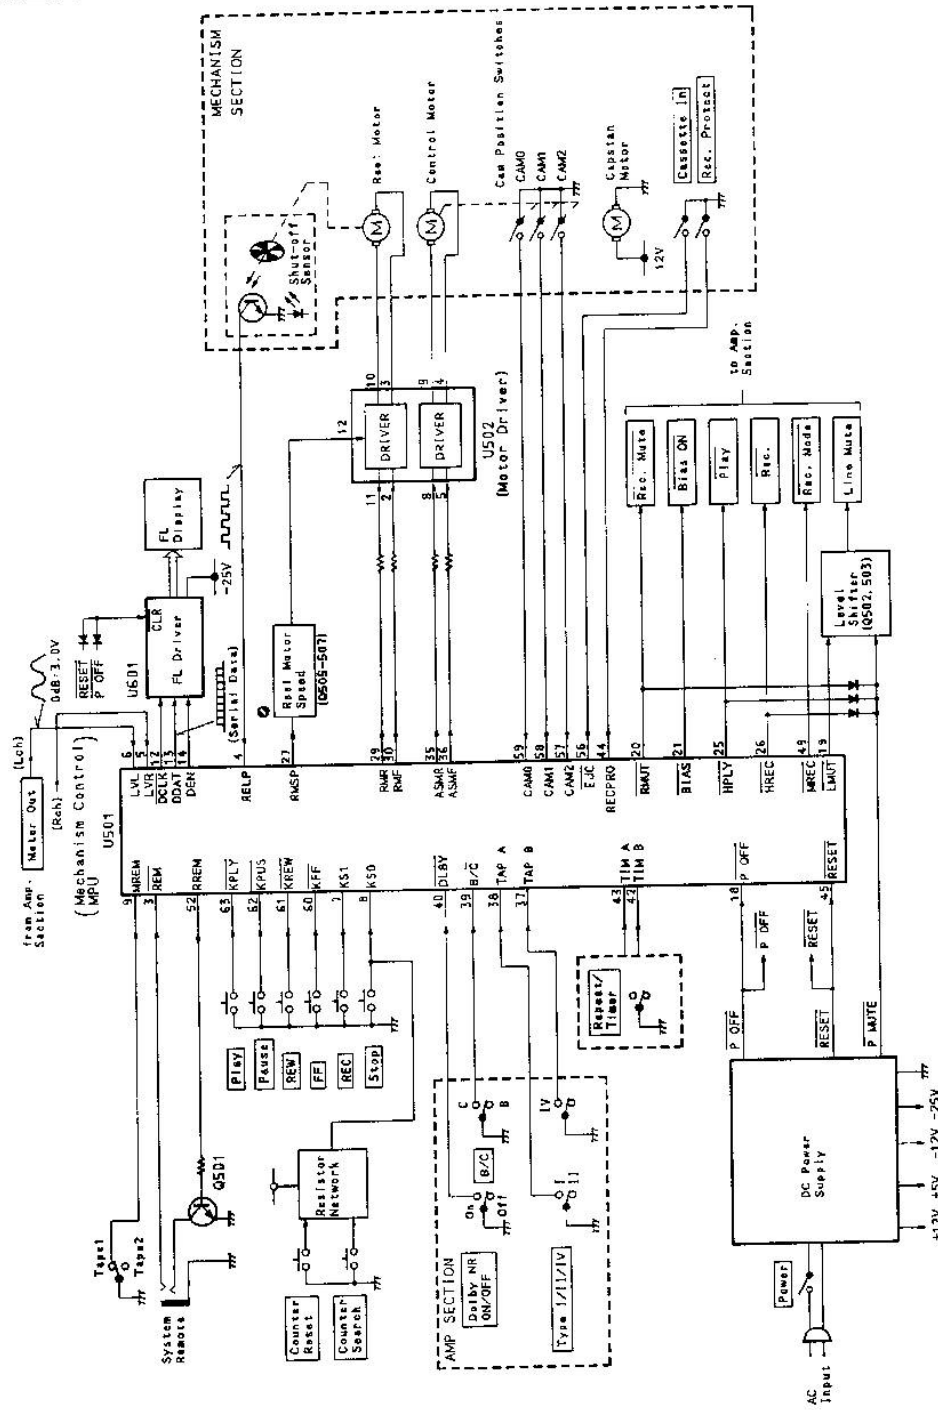 MECHANISM
SECTION
Shut-off
Sensor
Reel Motor
Control Motor
Cam Position Switches
CAM0
CAM1
CAM2
Capstan
Motor
12V
Cassette In
Rec. Protect
M
M
M
FL
Display
-25V
CLR
FL Driver
U601
RESET
P OFF
0dB:3.0V
(Lch)
(Rch)
Meter Out
from Amp.
Section
(Serial Data)
Reel Motor
Speed
(Q505-507)
10
3
9
4
12
DRIVER
DRIVER
11
2
8
5
U502
(Motor Driver)
to Amp.
Section
Rec. Mute
Bias ON
Play
Rec.
Rec. Mode
Line Mute
Level
Shifter
(Q502,503)
6
5
12
13
14
4
27
29
30
35
36
59
58
57
56
44
20
21
25
26
49
19
LVL
LVR
DCLK
DDAT
DEN
RELP
RMSP
RMR
RMF
ASMR
ASMF
CAM0
CAM1
CAM2
EJC
RECPRO
RMUT
BIAS
HPLY
HREC
MREC
LMUT
U501
(Mechanism Control)
MPU
MREM
REM
RREM
KPLY
KPUS
KREW
KFF
KS1
KS0
DLBY
B/C
TAP A
TAP B
TIM A
TIM B
P OFF
RESET
9
3
52
63
62
61
60
7
8
40
39
38
37
43
42
18
45
Play
Pause
REW
FF
REC
Stop
Tape1
Tape2
System
Remote
Q501
Resistor
Network
Counter
Reset
Counter
Search
AMP SECTION
Dolby NR
ON/OFF
On
Off
B/C
C
B
Type I/II/IV
I
II
IV
Repeat/
Timer
P OFF
P OFF
RESET
RESET
P MUTE
DC Power
Supply
Power
AC
Input
+12V +5V -12V -25V